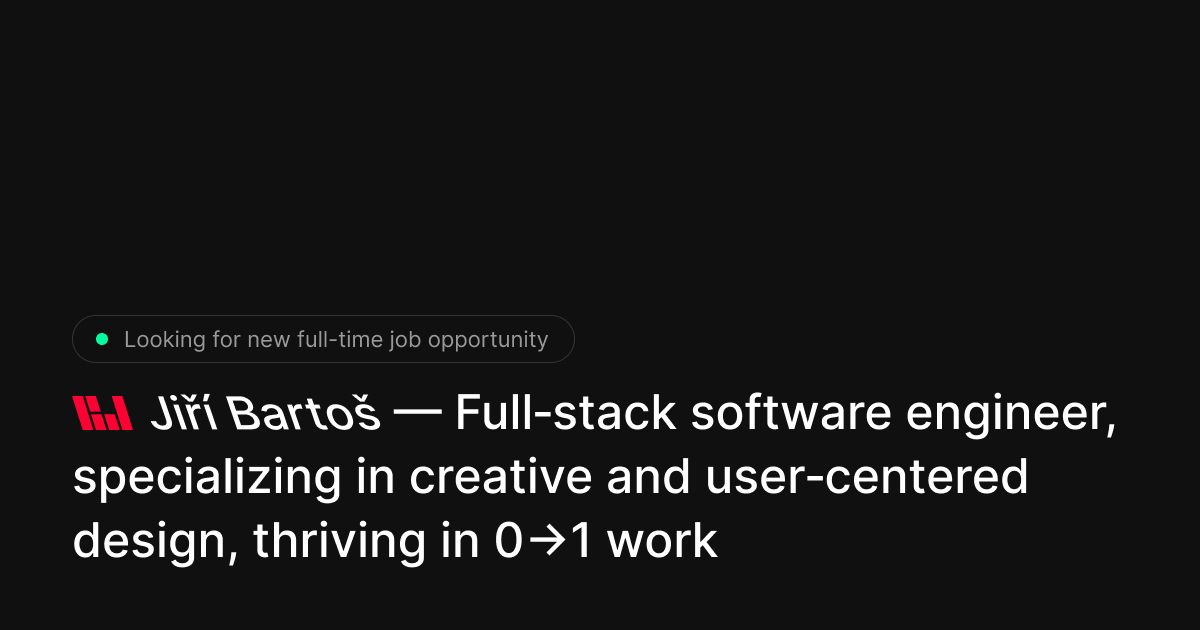 Looking for new full-time job opportunity
Jiří Bartoš — Full-stack software engineer,
specializing in creative and user-centered
design, thriving in 0→1 work